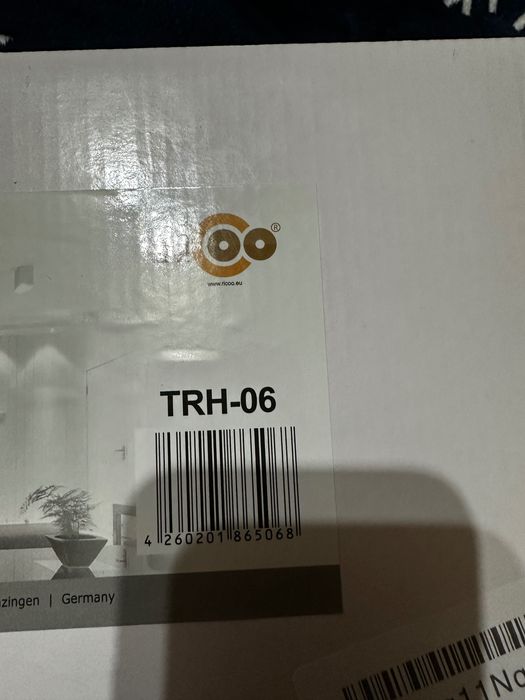 ®
www.ricoo.eu
TRH-06
4 260201 865068
zingen | Germany